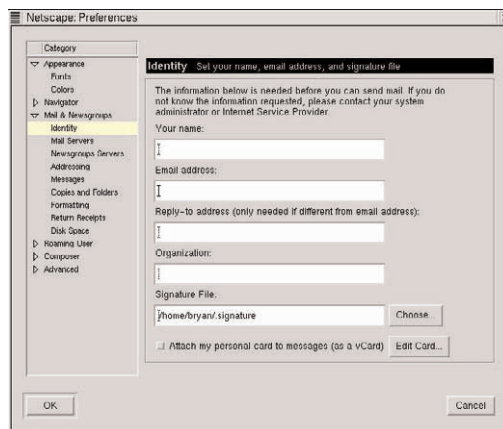 Netscape: Preferences
Category
Appearance
Fonts
Colors
Navigator
Mail & Newsgroups
Identity
Mail Servers
Newsgroups Servers
Addressing
Messages
Copies and Folders
Formatting
Return Receipts
Disk Space
Roaming User
Composer
Advanced
Identity Set your name, email address, and signature file
The information below is needed before you can send mail. If you do
not know the information requested, please contact your system
administrator or Internet Service Provider.
Your name:
Email address:
Reply-to address (only needed if different from email address):
Organization:
Signature File:
/home/bryan/.signature
Choose...
Attach my personal card to messages (as a vCard)
Edit Card...
OK
Cancel